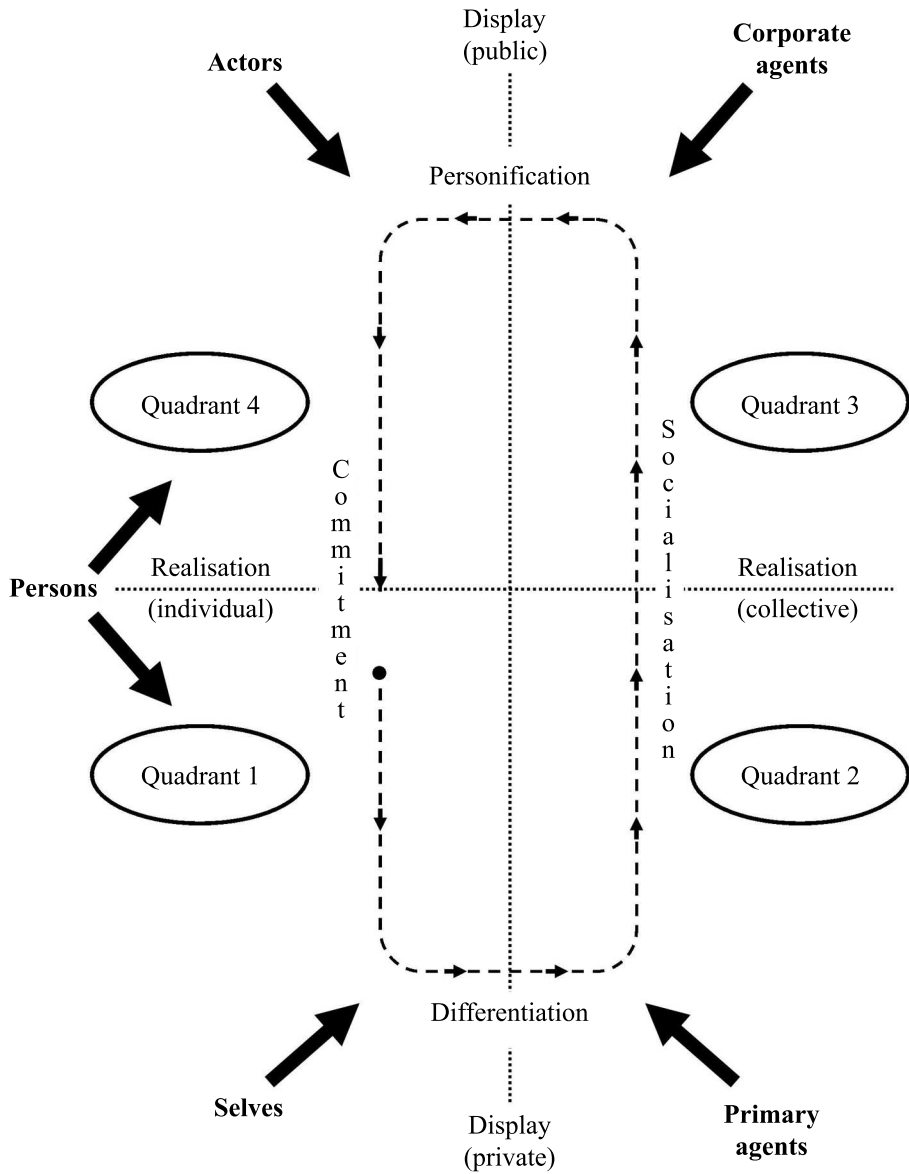 Display
(public)
Actors
Corporate
agents
Personification
Quadrant 4
Quadrant 3
Commitment
Socialisation
Persons
Realisation
(individual)
Realisation
(collective)
Quadrant 1
Quadrant 2
Differentiation
Selves
Primary
agents
Display
(private)